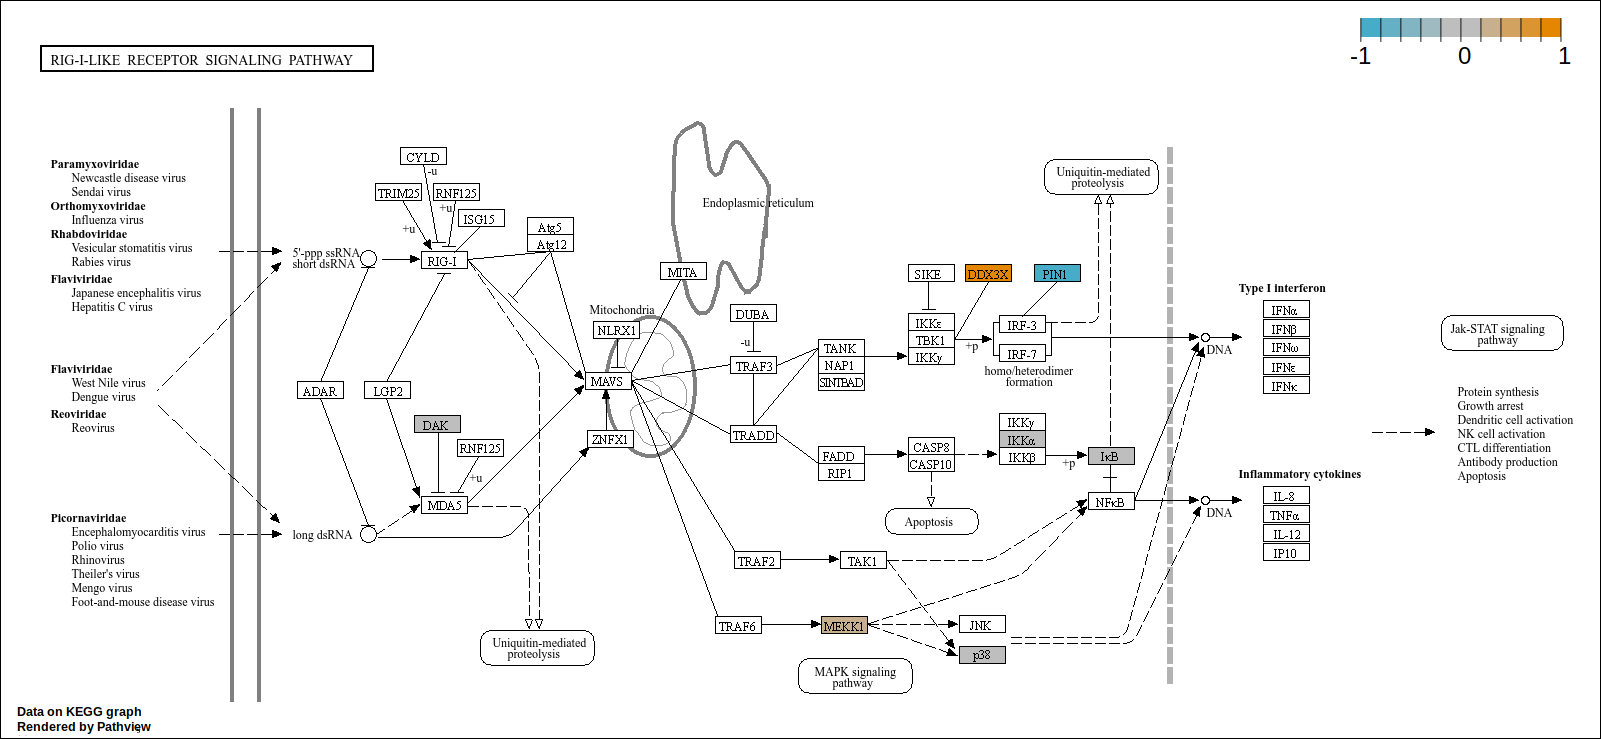 RIG-I-LIKE RECEPTOR SIGNALING PATHWAY
-1 0 1
Paramyxoviridae
Newcastle disease virus
Sendai virus
Orthomyxoviridae
Influenza virus
Rhabdoviridae
Vesicular stomatitis virus
Rabies virus
Flaviviridae
Japanese encephalitis virus
Hepatitis C virus
Flaviviridae
West Nile virus
Dengue virus
Reoviridae
Reovirus
Picornaviridae
Encephalomyocarditis virus
Polio virus
Rhinovirus
Theiler's virus
Mengo virus
Foot-and-mouse disease virus
5'-ppp ssRNA
short dsRNA
long dsRNA
ADAR
LGP2
CYLD
-u
TRIM25
RNF125
+u
+u
ISG15
RIG-I
Atg5
Atg12
DAK
RNF125
+u
MDA5
Uniquitin-mediated
proteolysis
Mitochondria
NLRX1
MAVS
ZNFX1
MITA
Endoplasmic reticulum
DUBA
-u
TRAF3
TRADD
TRAF2
TRAF6
TANK
NAP1
SINTBAD
FADD
RIP1
TAK1
MEKK1
MAPK signaling
pathway
SIKE
DDX3X
PIN1
IKKε
TBK1
IKKγ
+p
IRF-3
IRF-7
homo/heterodimer
formation
CASP8
CASP10
Apoptosis
IKKγ
IKKα
IKKβ
+p
IκB
NFκB
JNK
p38
Uniquitin-mediated
proteolysis
DNA
DNA
Type I interferon
IFNα
IFNβ
IFNω
IFNε
IFNκ
Inflammatory cytokines
IL-8
TNFα
IL-12
IP10
Jak-STAT signaling
pathway
Protein synthesis
Growth arrest
Dendritic cell activation
NK cell activation
CTL differentiation
Antibody production
Apoptosis
Data on KEGG graph
Rendered by Pathview